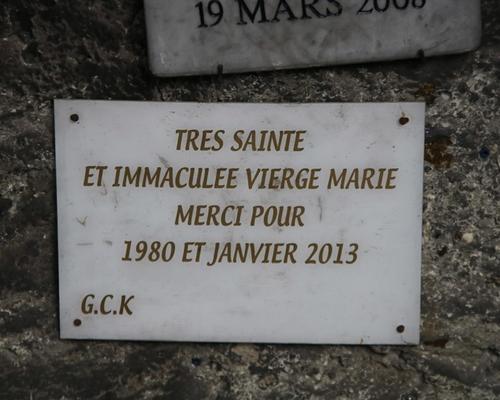 19 MARS 2008
TRES SAINTE
ET IMMACULEE VIERGE MARIE
MERCI POUR
1980 ET JANVIER 2013
G.C.K